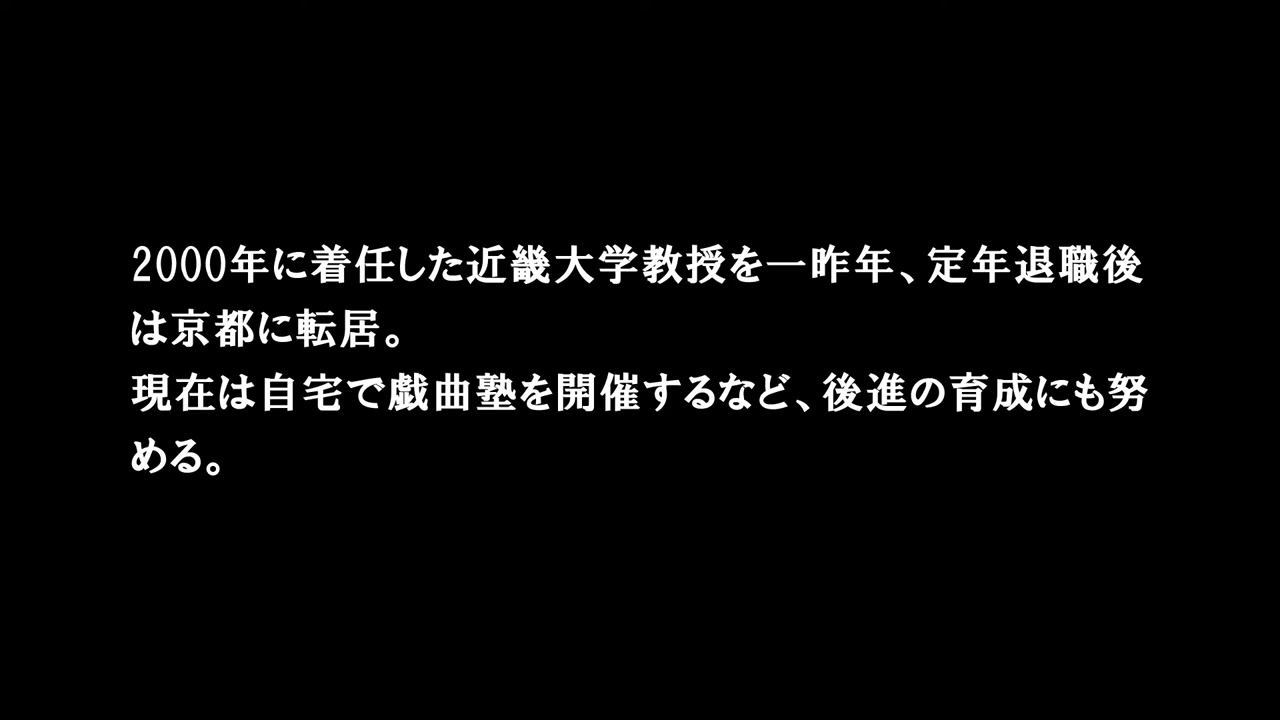 2000年に着任した近畿大学教授を一昨年、定年退職後
は京都に転居。
現在は自宅で戯曲塾を開催するなど、後進の育成にも努
める。